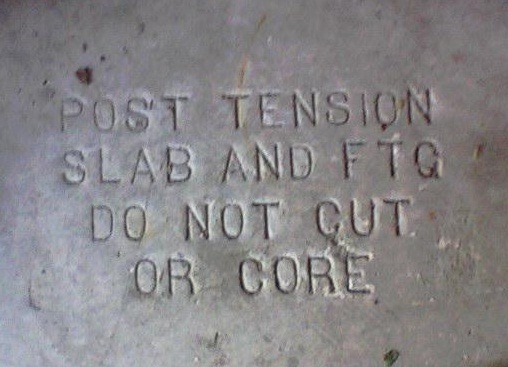 POST TENSION
SLAB AND FTG
DO NOT CUT
OR CORE